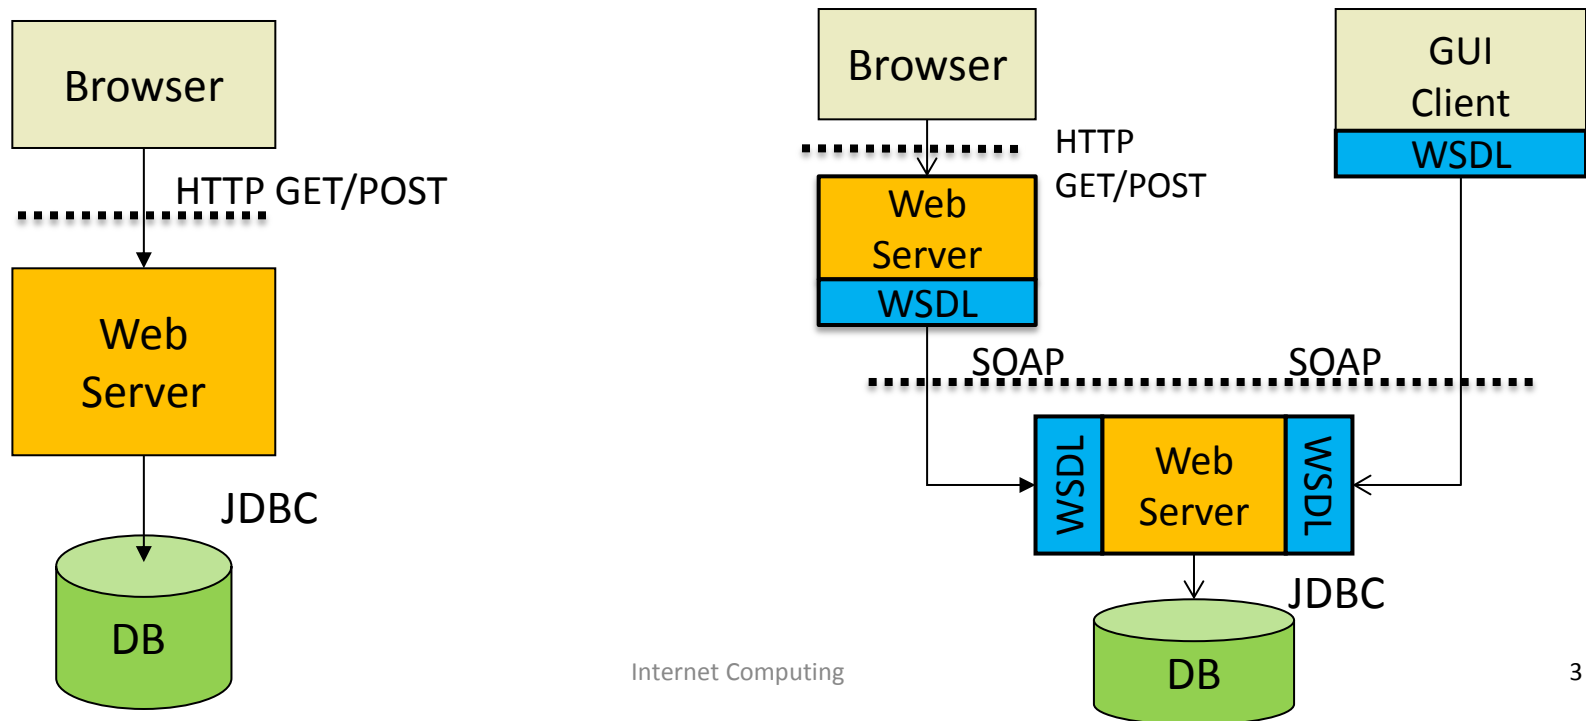 Browser
HTTP GET/POST
Web
Server
JDBC
DB
Browser
HTTP
GET/POST
Web
Server
WSDL
GUI
Client
WSDL
SOAP
SOAP
WSDL
Web
Server
WSDL
JDBC
DB
Internet Computing
3